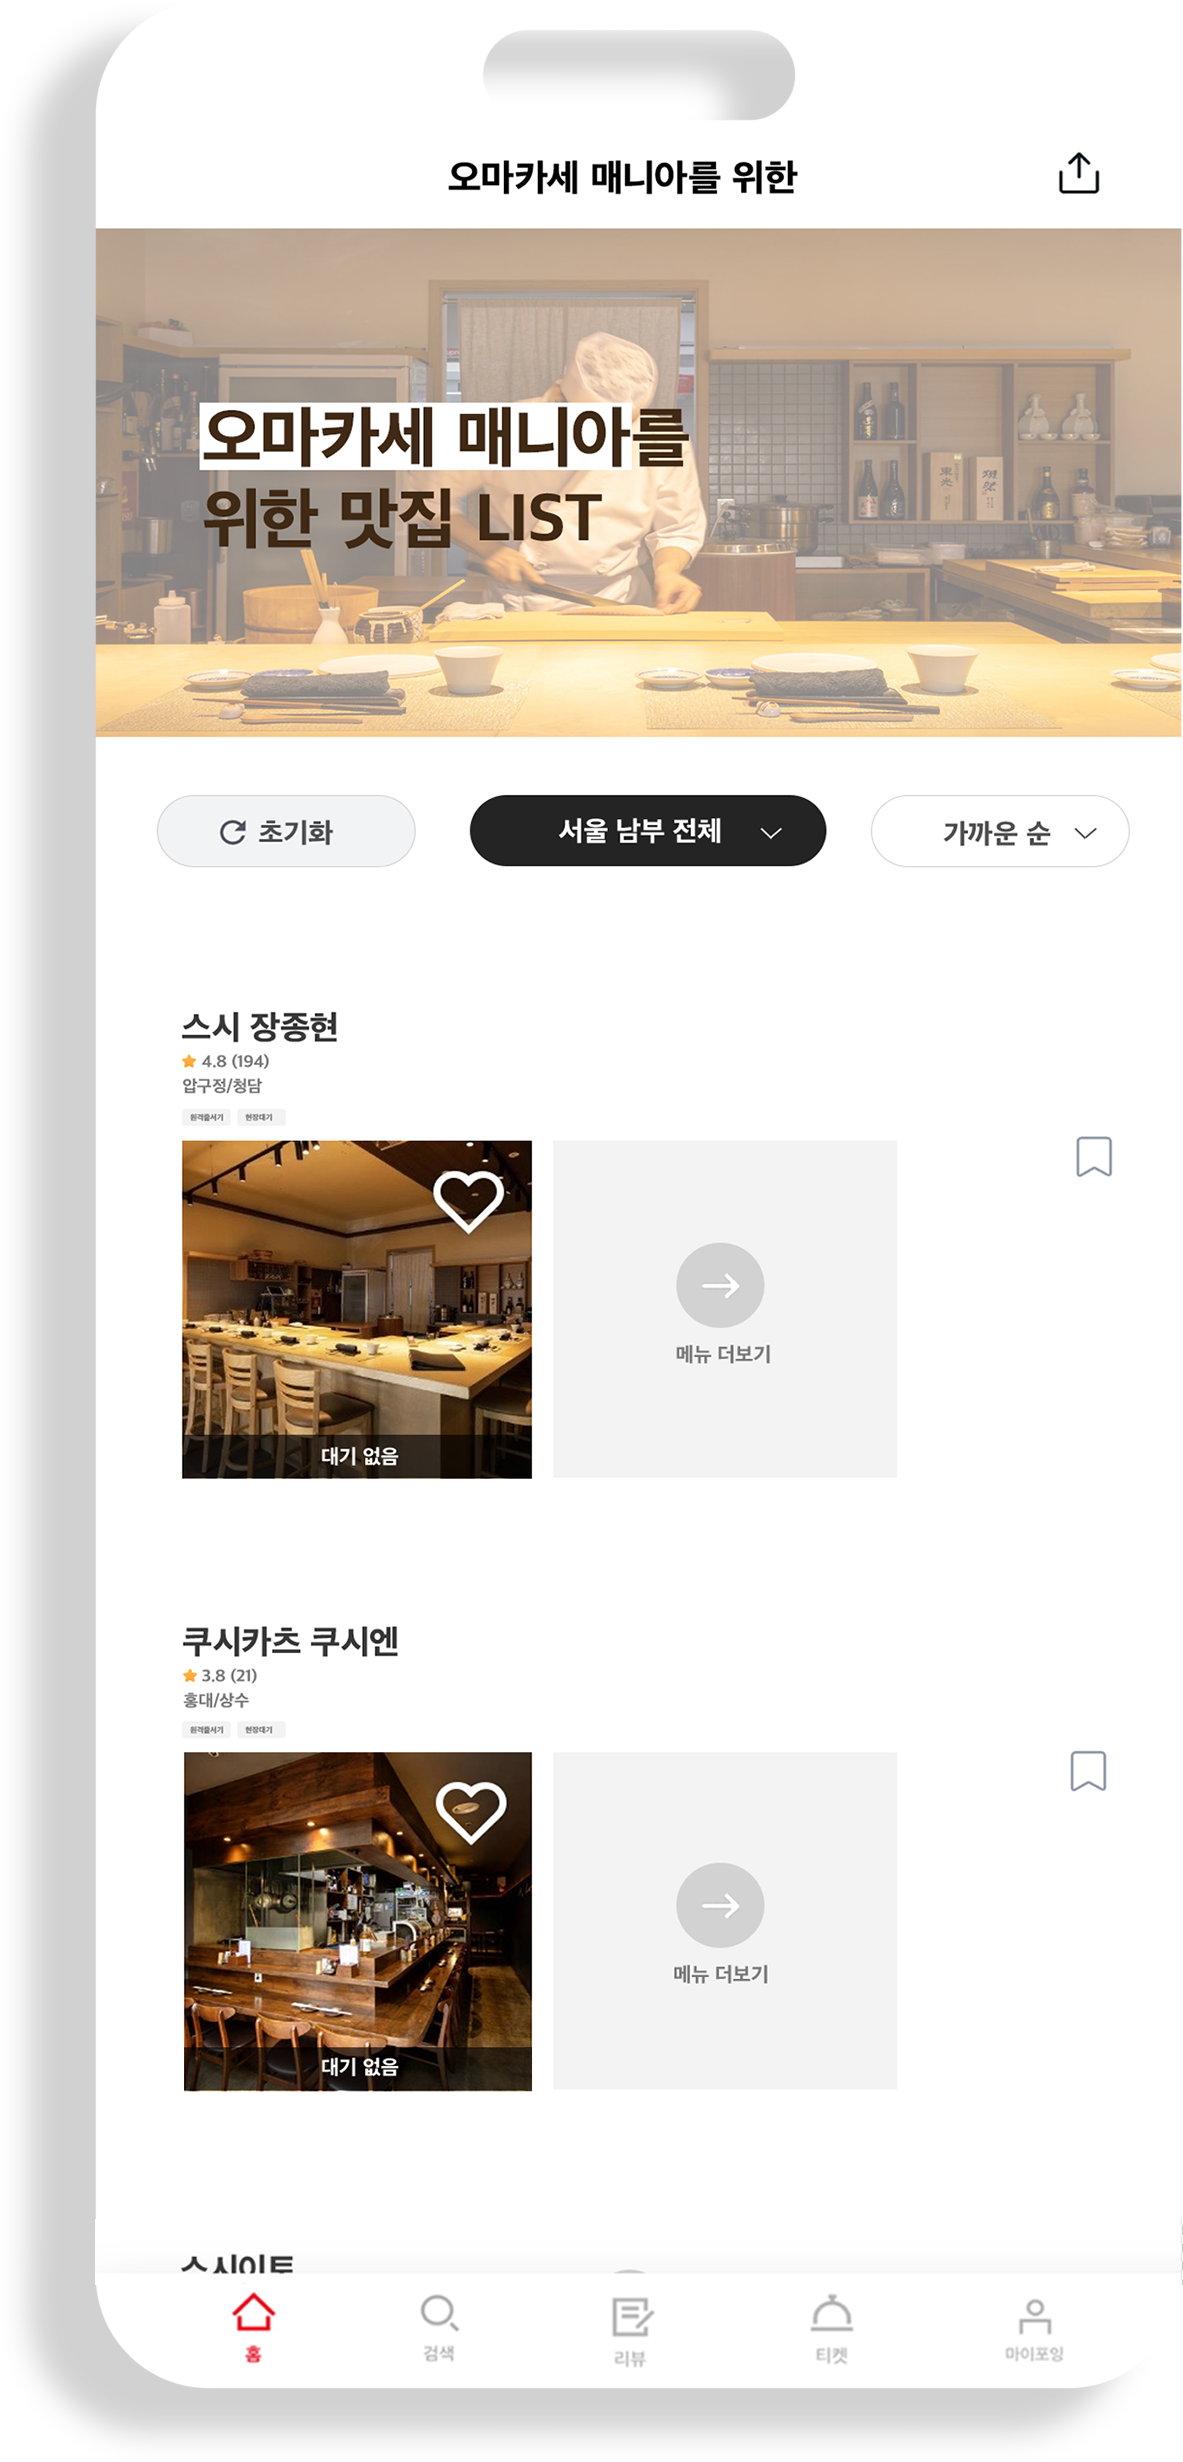 오마카세 매니아를 위한
오마카세 매니아를
위한 맛집 LIST
초기화
서울 남부 전체
가까운 순
스시 장종현
4.8 (194)
압구정/청담
원격줄서기 현장대기
대기 없음
메뉴 더보기
쿠시카츠 쿠시엔
3.8 (21)
홍대/상수
원격줄서기 현장대기
대기 없음
메뉴 더보기
스시이토
홈
검색
리뷰
티켓
마이포잉